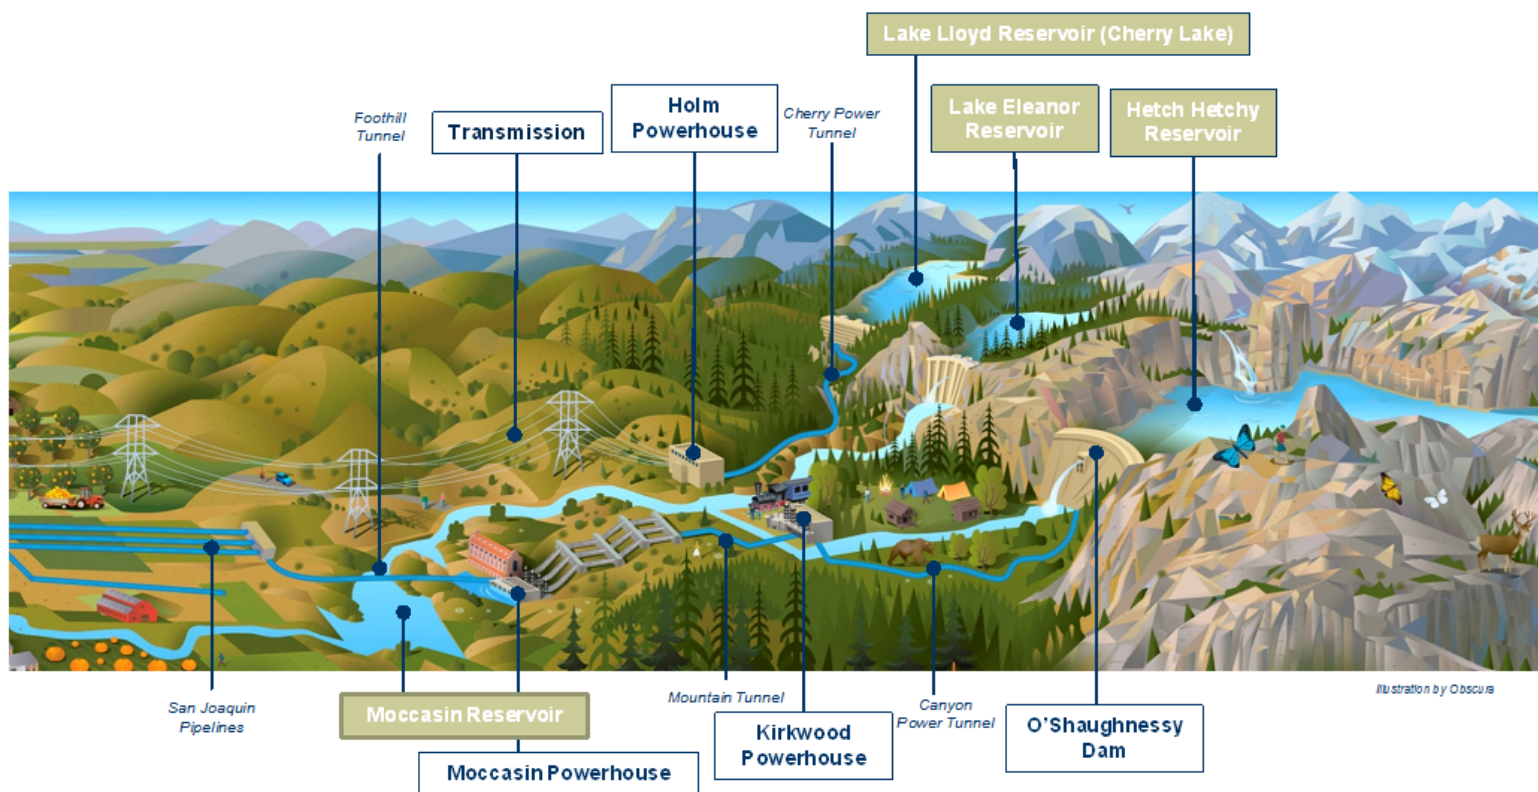 Lake Lloyd Reservoir (Cherry Lake)
Foothill
Tunnel
Transmission
Holm
Powerhouse
Cherry Power
Tunnel
Lake Eleanor
Reservoir
Hetch Hetchy
Reservoir
Illustration by Obscura
San Joaquin
Pipelines
Moccasin Reservoir
Moccasin Powerhouse
Mountain Tunnel
Kirkwood
Powerhouse
Canyon
Power Tunnel
O'Shaughnessy
Dam